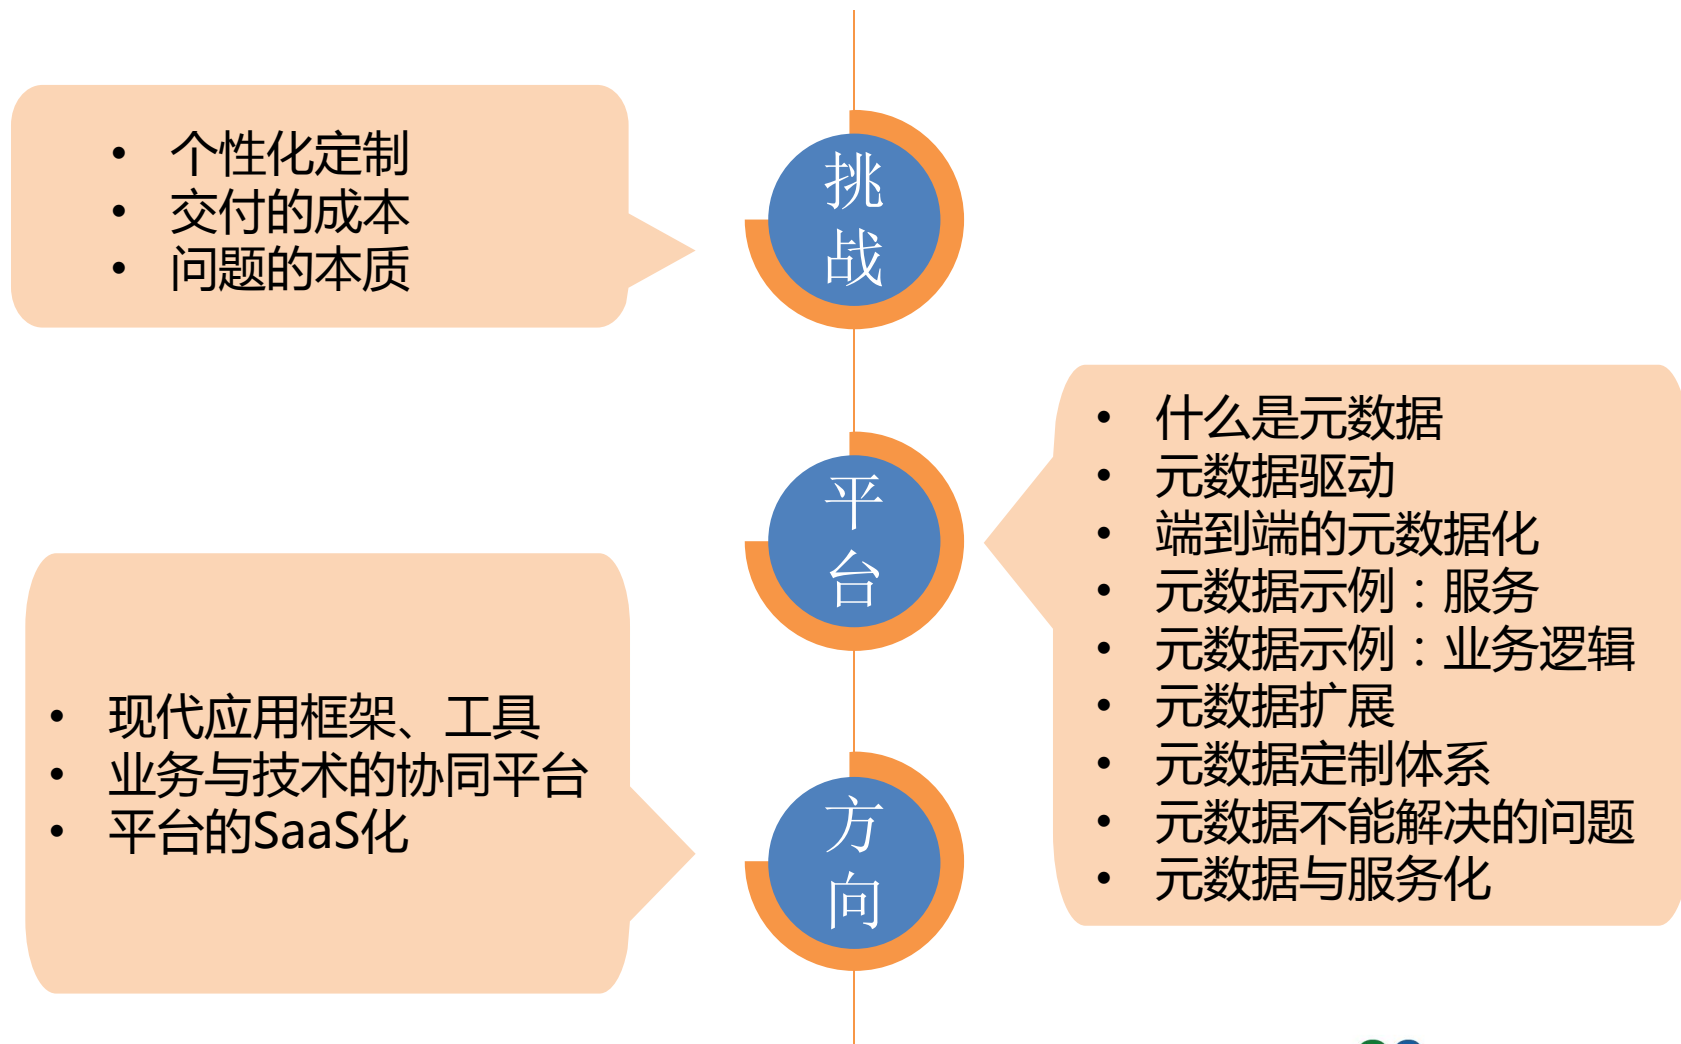 挑
战
• 个性化定制
• 交付的成本
• 问题的本质
平
台
• 什么是元数据
• 元数据驱动
• 端到端的元数据化
• 元数据示例：服务
• 元数据示例：业务逻辑
• 元数据扩展
• 元数据定制体系
• 元数据不能解决的问题
• 元数据与服务化
方
向
• 现代应用框架、工具
• 业务与技术的协同平台
• 平台的SaaS化